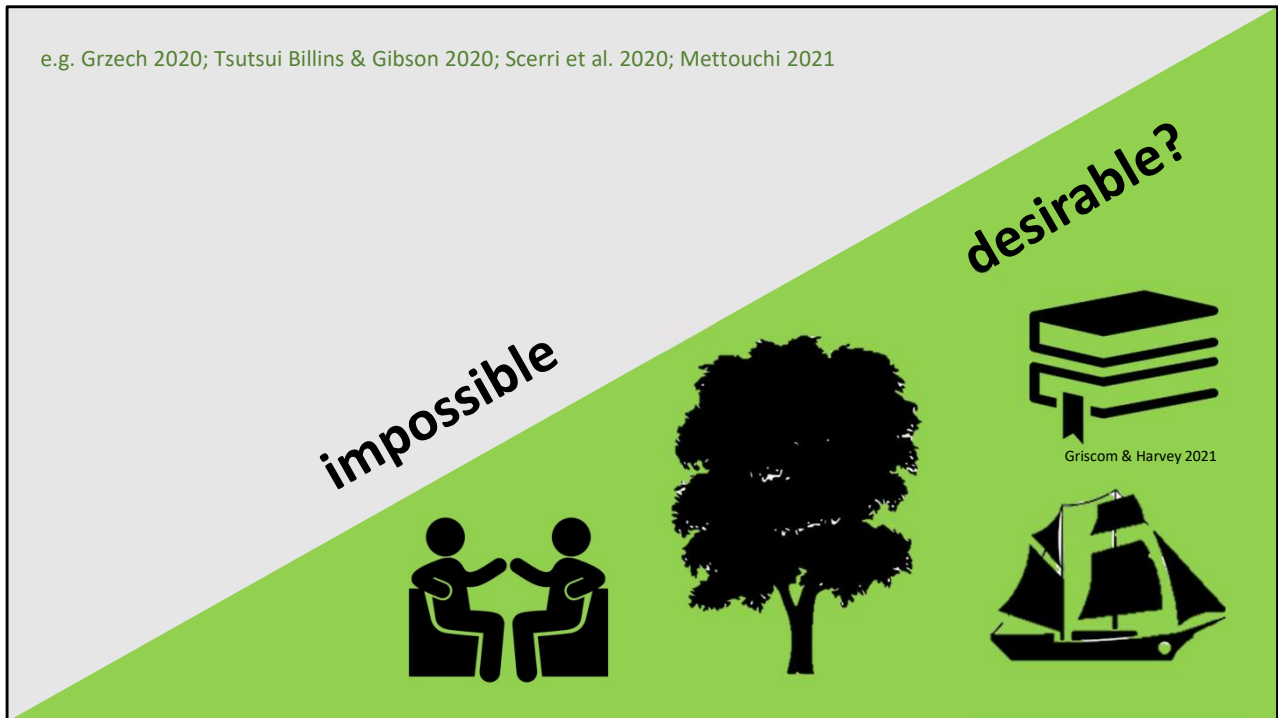 e.g. Grzech 2020; Tsutsui Billins & Gibson 2020; Scerri et al. 2020; Mettouchi 2021
desirable?
impossible
Griscom & Harvey 2021